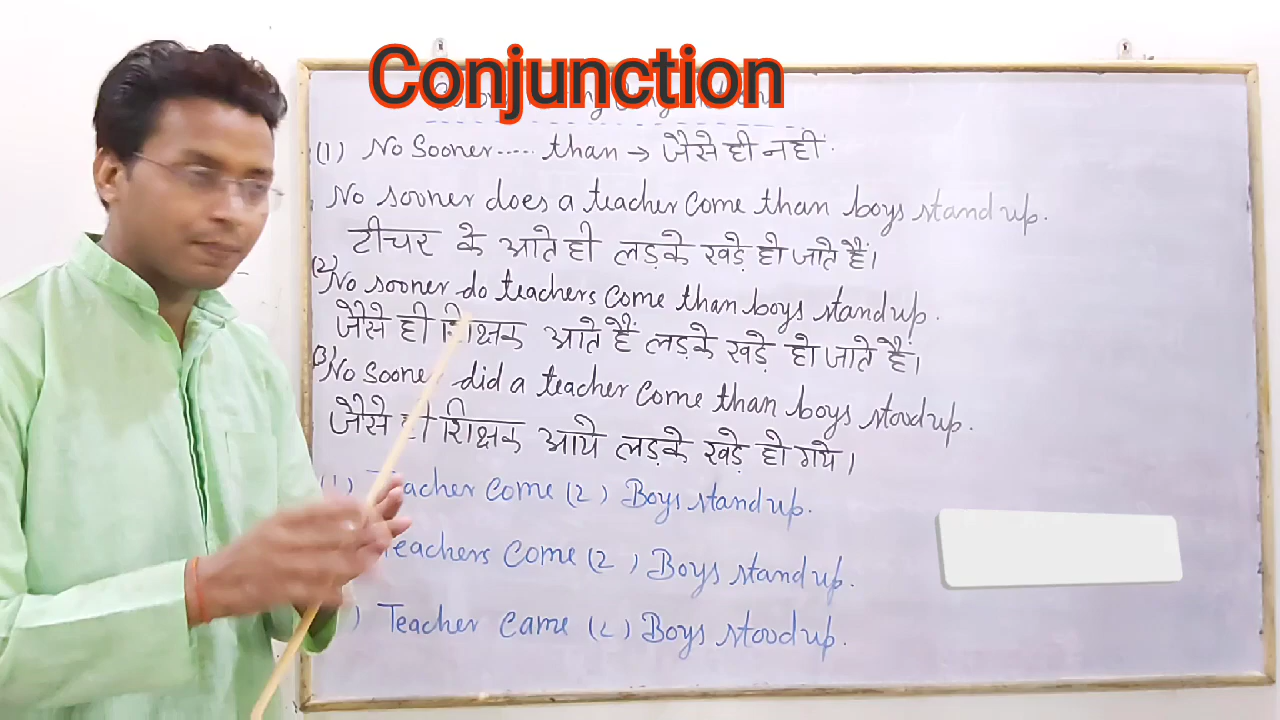 Conjunction
(1) No Sooner..... than → जैसे ही नहीं.
No sooner does a teacher Come than boys stand up.
टीचर के आते ही लड़के खड़े हो जाते हैं।
(2) No sooner do teachers Come than boys stand up.
जैसे ही शिक्षक आते हैं लड़के खड़े हो जाते हैं।
3) No Sooner did a teacher Come than boys stood up.
जैसे ही शिक्षक आये लड़के खड़े हो गये।
(1) Teacher Come (2) Boys stand up.
Teachers Come (2) Boys stand up.
) Teacher Came (2) Boys stood up.